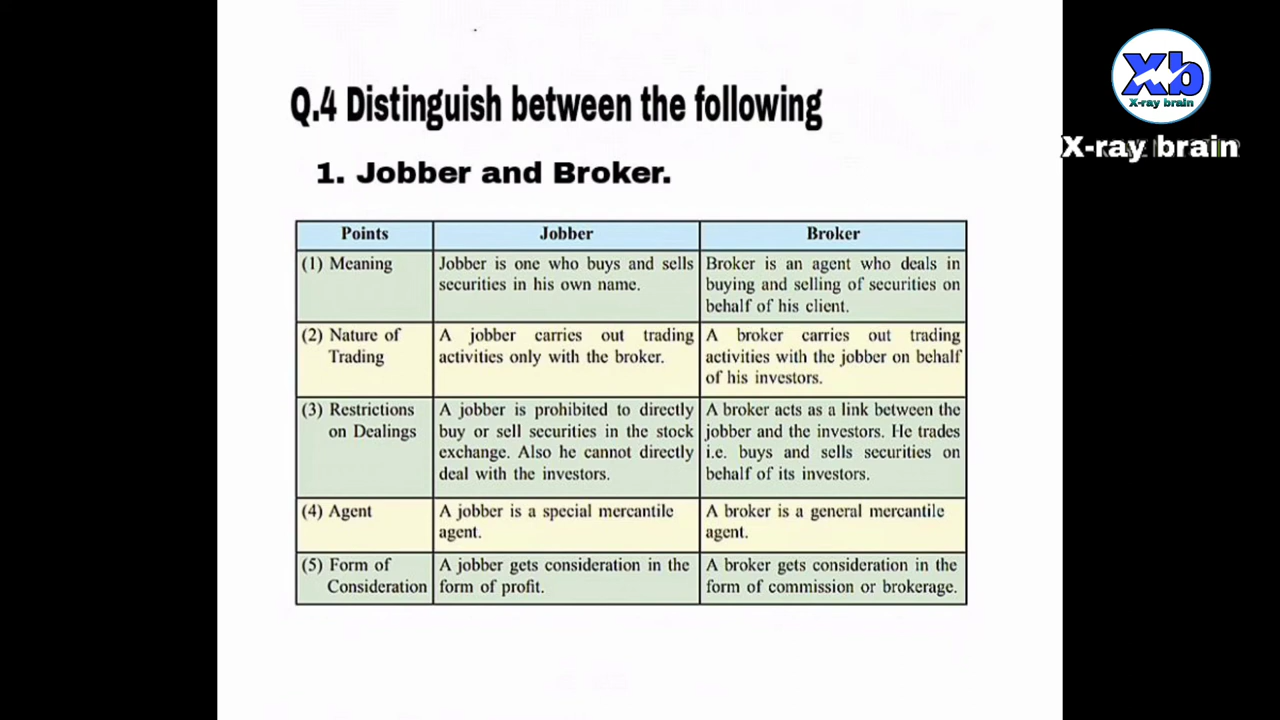 Xb
X-ray brain
X-ray brain
Q.4 Distinguish between the following
1. Jobber and Broker.
Points Jobber Broker
(1) Meaning
Jobber is one who buys and sells
securities in his own name.
Broker is an agent who deals in
buying and selling of securities on
behalf of his client.
(2) Nature of
Trading
A jobber carries out trading
activities only with the broker.
A broker carries out trading
activities with the jobber on behalf
of his investors.
(3) Restrictions
on Dealings
A jobber is prohibited to directly
buy or sell securities in the stock
exchange. Also he cannot directly
deal with the investors.
A broker acts as a link between the
jobber and the investors. He trades
i.e. buys and sells securities on
behalf of its investors.
(4) Agent
A jobber is a special mercantile
agent.
A broker is a general mercantile
agent.
(5) Form of
Consideration
A jobber gets consideration in the
form of profit.
A broker gets consideration in the
form of commission or brokerage.